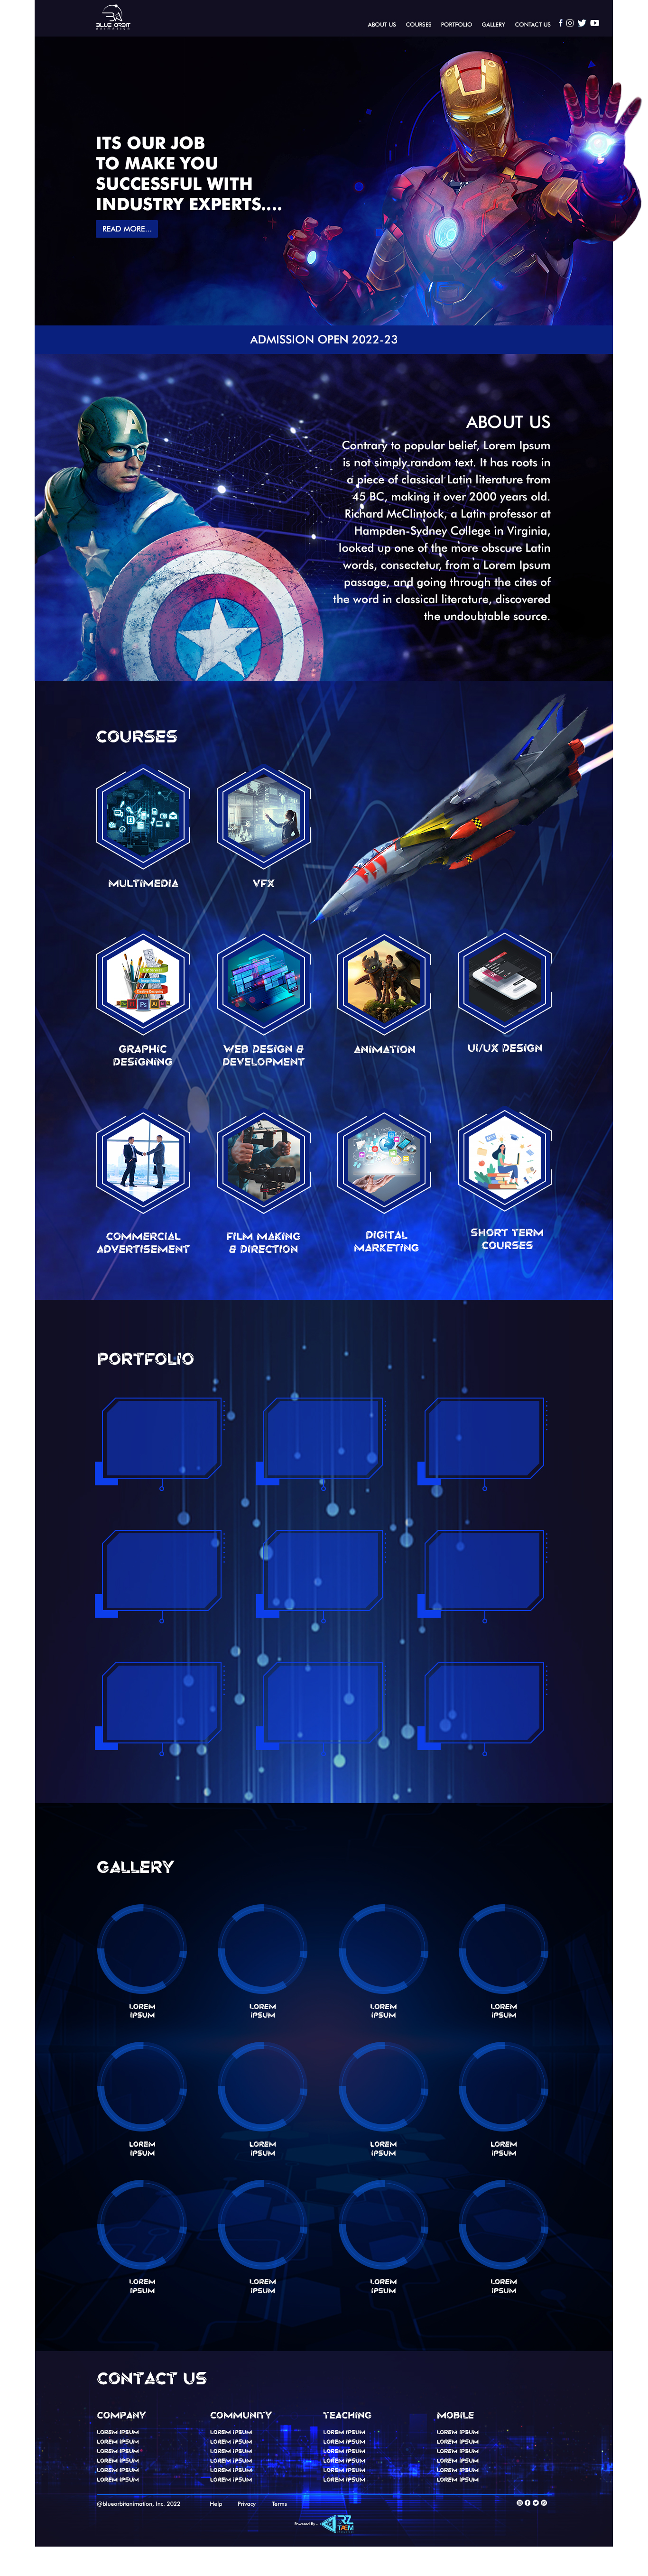 BLUE ORBIT
ANIMATION
ABOUT US COURSES PORTFOLIO GALLERY CONTACT US
ITS OUR JOB
TO MAKE YOU
SUCCESSFUL WITH
INDUSTRY EXPERTS....
READ MORE...
ADMISSION OPEN 2022-23
ABOUT US
Contrary to popular belief, Lorem Ipsum
is not simply random text. It has roots in
a piece of classical Latin literature from
45 BC, making it over 2000 years old.
Richard McClintock, a Latin professor at
Hampden-Sydney College in Virginia,
looked up one of the more obscure Latin
words, consectetur, from a Lorem Ipsum
passage, and going through the cites of
the word in classical literature, discovered
the undoubtable source.
COURSES
MULTIMEDIA
VFX
GRAPHIC
DESIGNING
WEB DESIGN &
DEVELOPMENT
ANIMATION
UI/UX DESIGN
COMMERCIAL
ADVERTISEMENT
FILM MAKING
& DIRECTION
DIGITAL
MARKETING
SHORT TERM
COURSES
PORTFOLIO
GALLERY
LOREM
IPSUM
LOREM
IPSUM
LOREM
IPSUM
LOREM
IPSUM
LOREM
IPSUM
LOREM
IPSUM
LOREM
IPSUM
LOREM
IPSUM
LOREM
IPSUM
LOREM
IPSUM
LOREM
IPSUM
LOREM
IPSUM
CONTACT US
COMPANY
LOREM IPSUM
LOREM IPSUM
LOREM IPSUM
LOREM IPSUM
LOREM IPSUM
LOREM IPSUM
COMMUNITY
LOREM IPSUM
LOREM IPSUM
LOREM IPSUM
LOREM IPSUM
LOREM IPSUM
LOREM IPSUM
TEACHING
LOREM IPSUM
LOREM IPSUM
LOREM IPSUM
LOREM IPSUM
LOREM IPSUM
LOREM IPSUM
MOBILE
LOREM IPSUM
LOREM IPSUM
LOREM IPSUM
LOREM IPSUM
LOREM IPSUM
LOREM IPSUM
@blueorbitanimation, Inc. 2022 Help Privacy Terms
Powered By -